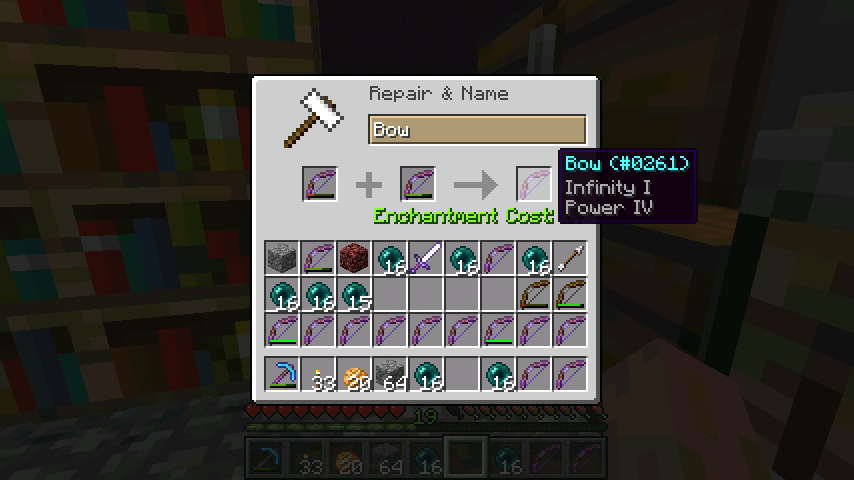 Repair & Name
Bow
Bow (#0261)
Infinity I
Power IV
Enchantment Cost:
16 16 16
16 16 15
33 20 64 16 16
19
33 20 64 16 16